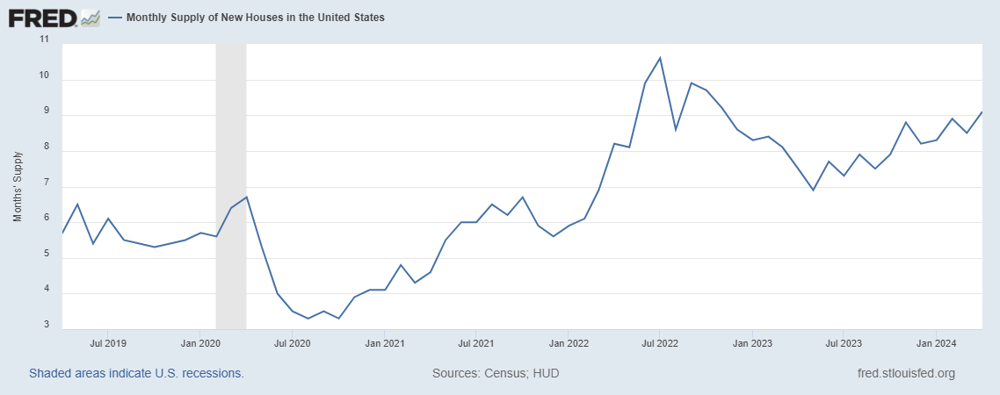 FRED
Monthly Supply of New Houses in the United States
Months' Supply
11
10
9
8
7
6
5
4
3
Jul 2019 Jan 2020 Jul 2020 Jan 2021 Jul 2021 Jan 2022 Jul 2022 Jan 2023 Jul 2023 Jan 2024
Shaded areas indicate U.S. recessions. Sources: Census; HUD fred.stlouisfed.org